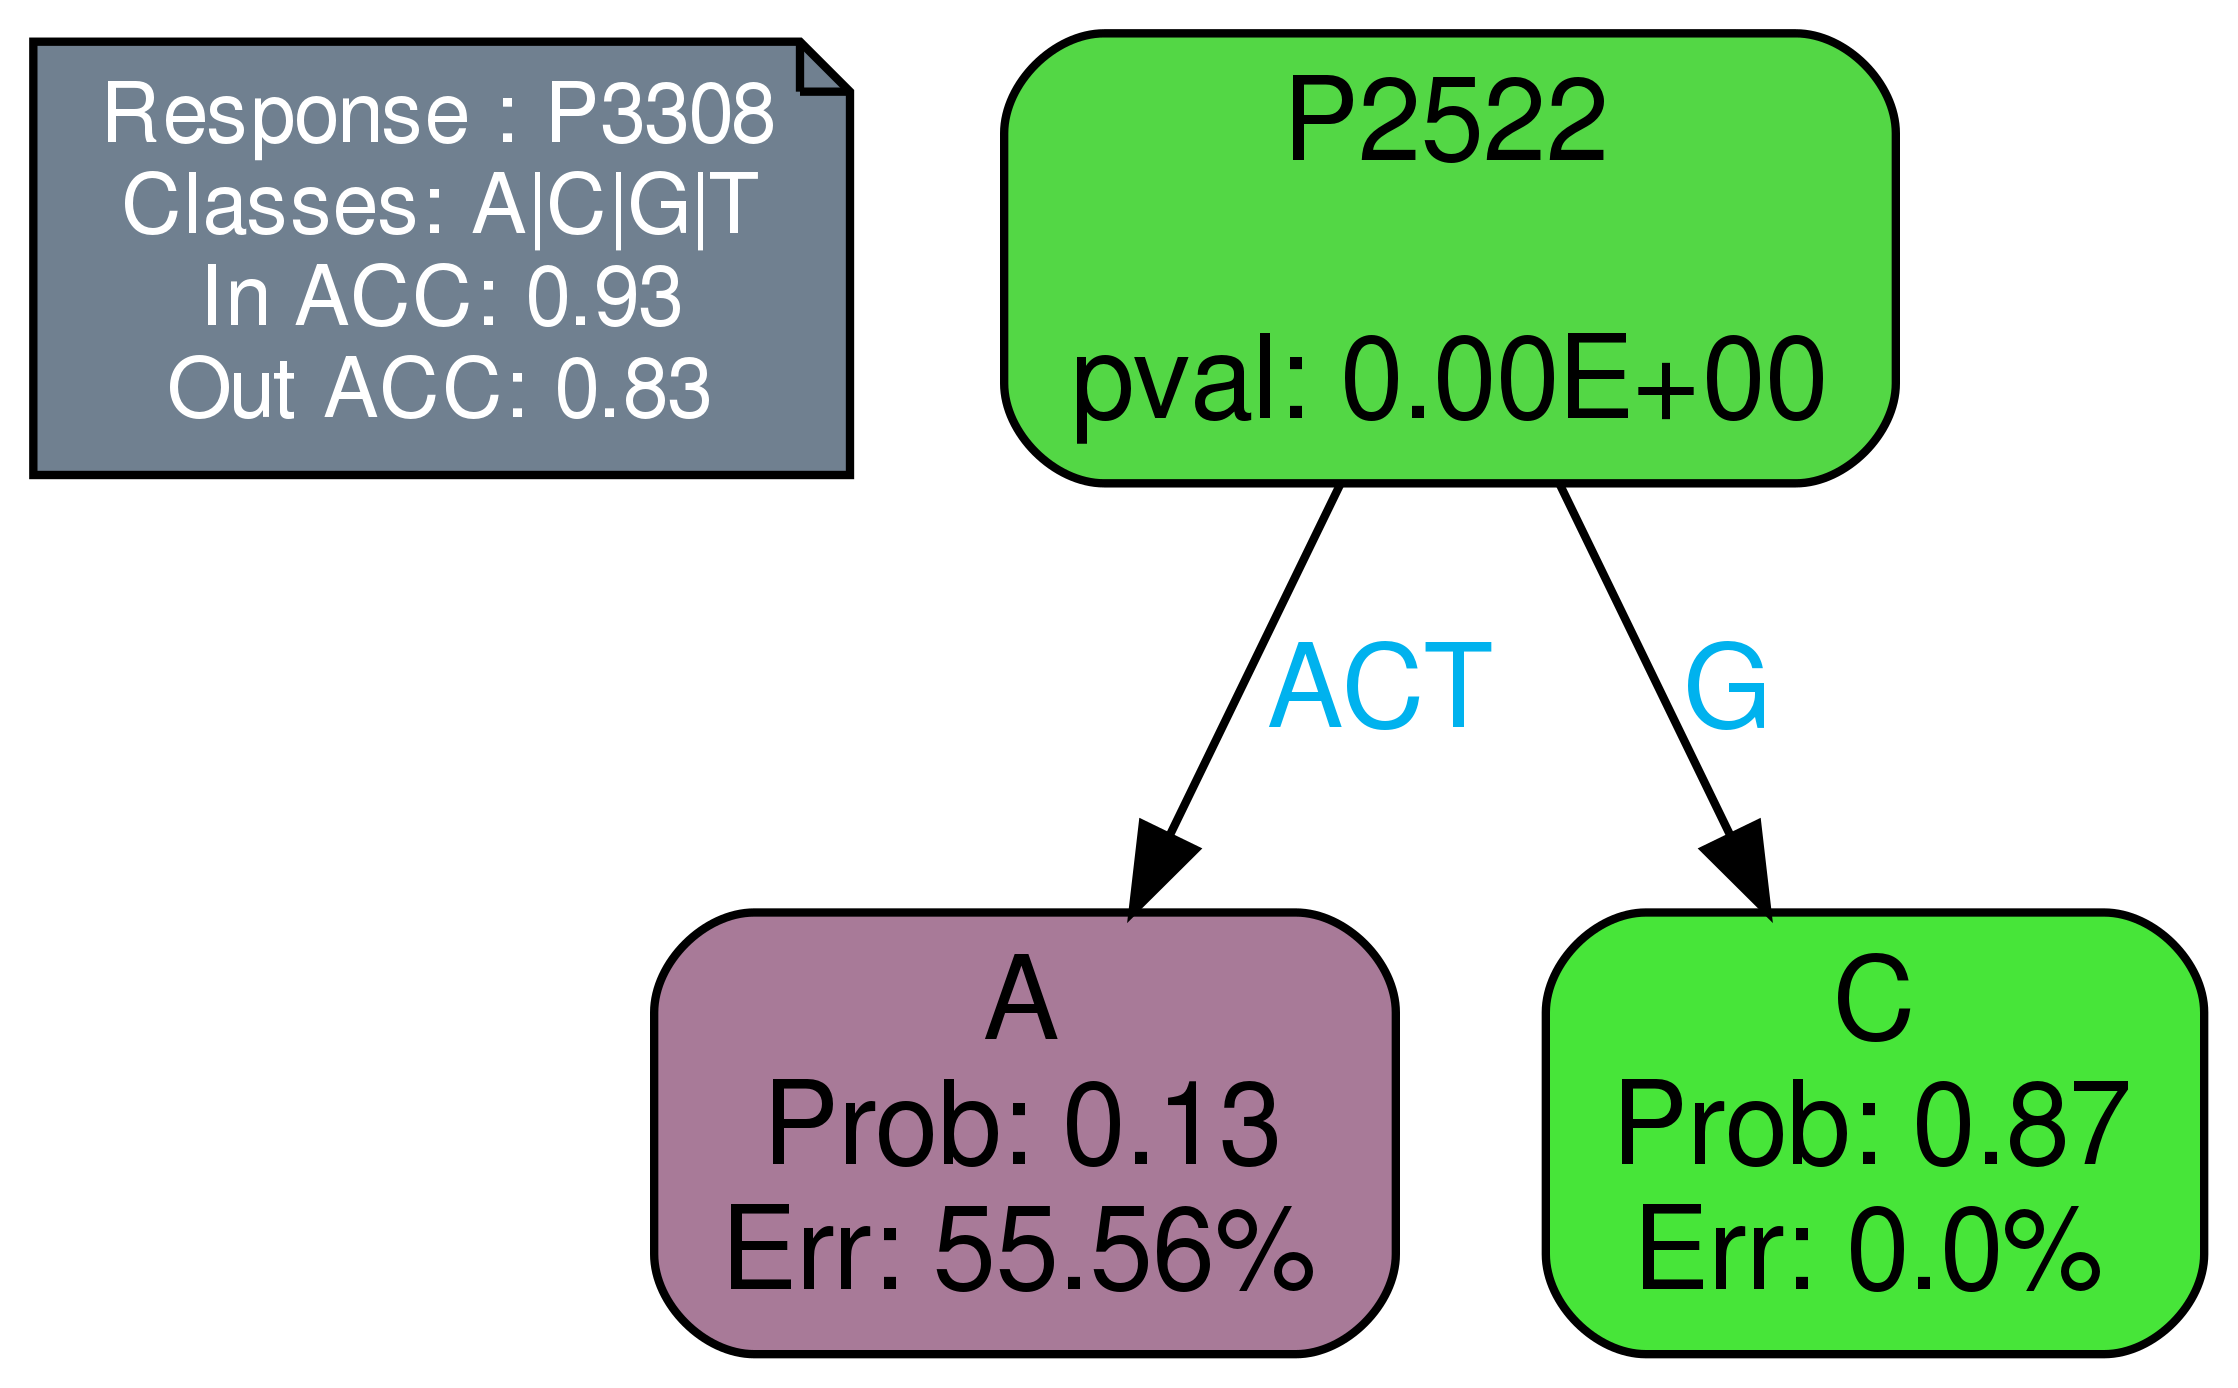 Response : P3308
Classes: A|C|G|T
In ACC: 0.93
Out ACC: 0.83
P2522
pval: 0.00E+00
ACT
G
A
Prob: 0.13
Err: 55.56%
C
Prob: 0.87
Err: 0.0%